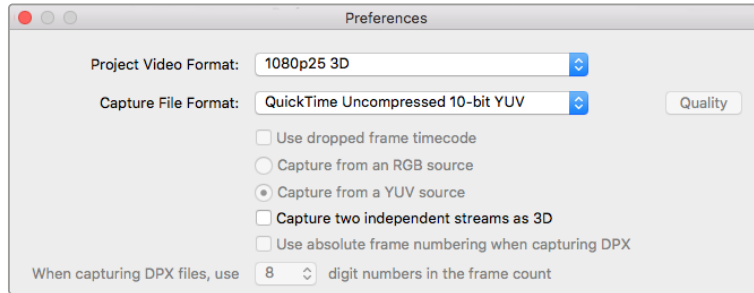 Preferences
Project Video Format: 1080p25 3D
Capture File Format: QuickTime Uncompressed 10-bit YUV Quality
Use dropped frame timecode
Capture from an RGB source
Capture from a YUV source
Capture two independent streams as 3D
Use absolute frame numbering when capturing DPX
When capturing DPX files, use 8 digit numbers in the frame count